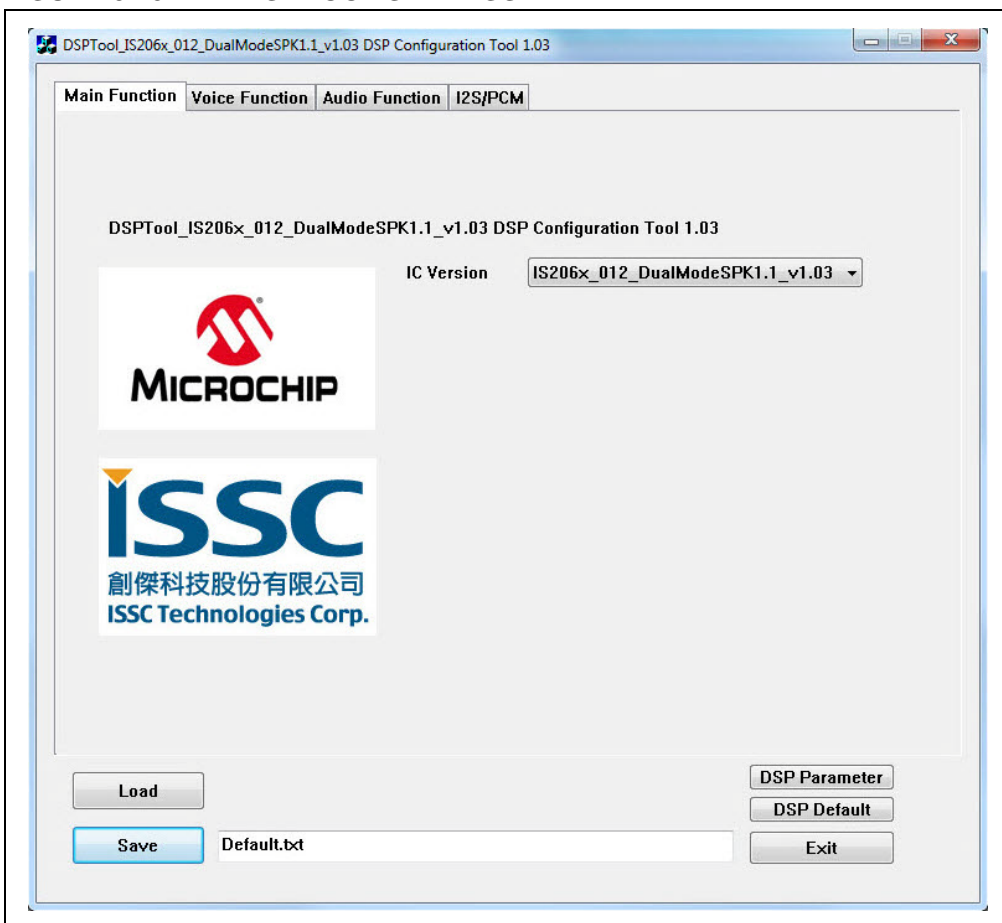 DSPTool_IS206x_012_DualModeSPK1.1_v1.03 DSP Configuration Tool 1.03
Main Function Voice Function Audio Function I2S/PCM
DSPTool_IS206x_012_DualModeSPK1.1_v1.03 DSP Configuration Tool 1.03
IC Version IS206x_012_DualModeSPK1.1_v1.03
MICROCHIP
ISSC
創傑科技股份有限公司
ISSC Technologies Corp.
Load
DSP Parameter
DSP Default
Save Default.txt Exit